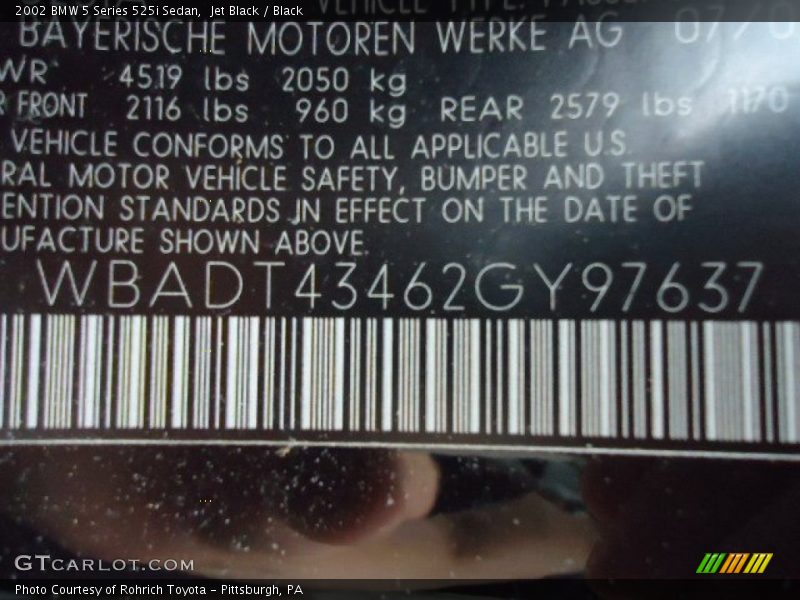 2002 BMW 5 Series 525i Sedan, Jet Black / Black
VEHICLE TYPE:
BAYERISCHE MOTOREN WERKE AG
WR 4519 lbs 2050 kg
R FRONT 2116 lbs 960 kg REAR 2579 lbs 1170
VEHICLE CONFORMS TO ALL APPLICABLE U.S.
RAL MOTOR VEHICLE SAFETY, BUMPER AND THEFT
ENTION STANDARDS IN EFFECT ON THE DATE OF
UFACTURE SHOWN ABOVE
WBADT43462GY97637
GTCARLOT.COM
Photo Courtesy of Rohrich Toyota - Pittsburgh, PA